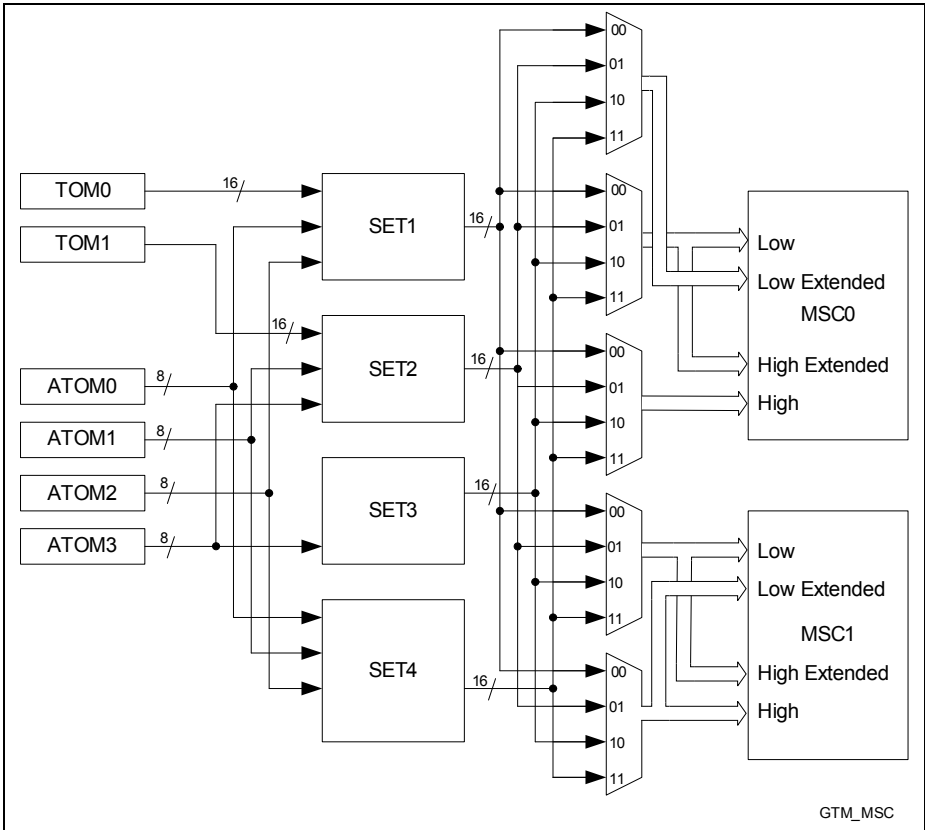 00
01
10
11
TOM0
16
SET1
16
00
01
10
11
Low
Low Extended
MSC0
High Extended
High
TOM1
16
SET2
16
00
01
10
11
ATOM0
8
ATOM1
8
ATOM2
8
ATOM3
8
SET3
16
00
01
10
11
Low
Low Extended
MSC1
High Extended
High
SET4
16
00
01
10
11
GTM_MSC